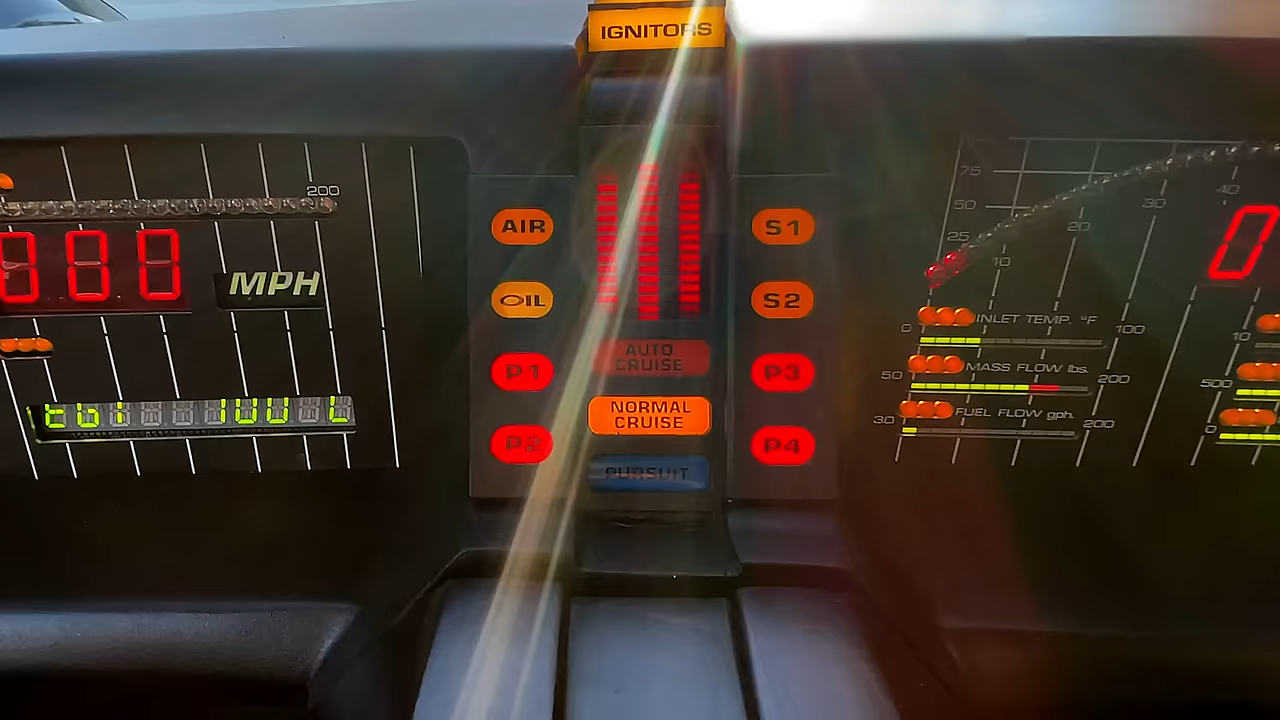 IGNITORS
200
000
MPH
AIR
OIL
P1
P2
S1
S2
P3
P4
AUTO
CRUISE
NORMAL
CRUISE
PURSUIT
75
50
25
10
20
30
40
0
0 INLET TEMP. °F 100
50 MASS FLOW lbs. 200
30 FUEL FLOW gph. 200
10
500
0